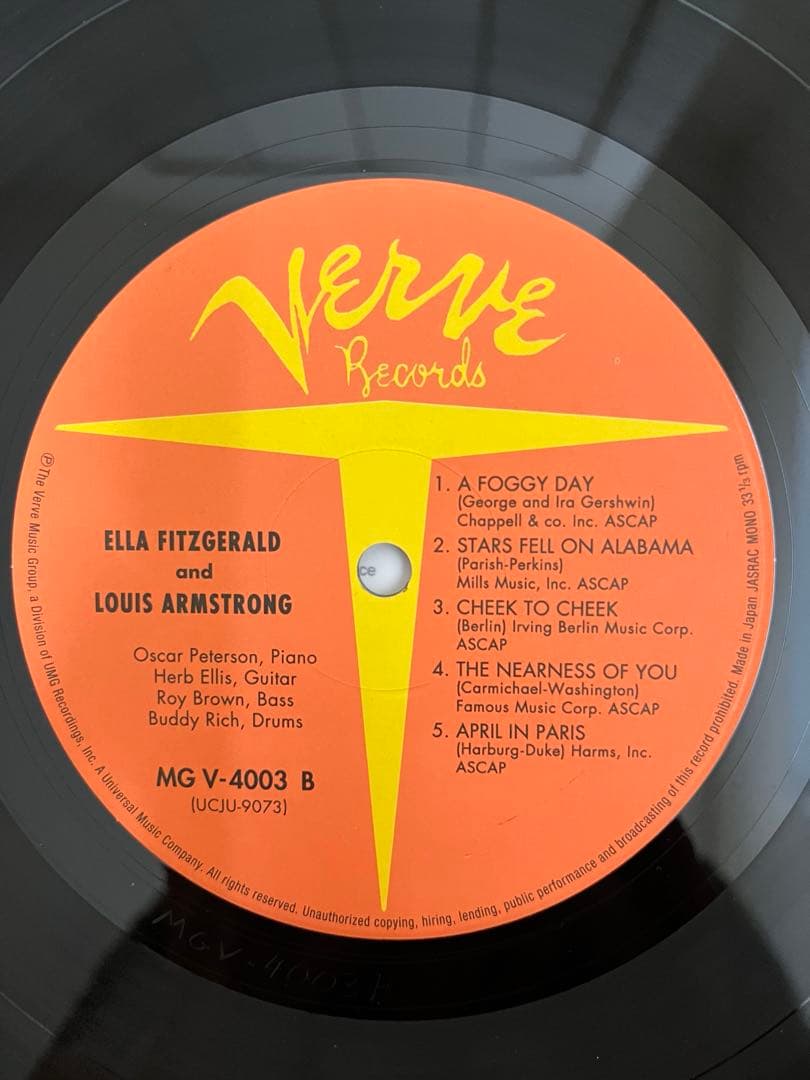 Verve
Records
ELLA FITZGERALD
and
LOUIS ARMSTRONG
Oscar Peterson, Piano
Herb Ellis, Guitar
Roy Brown, Bass
Buddy Rich, Drums
MG V-4003 B
(UCJU-9073)
1. A FOGGY DAY
(George and Ira Gershwin)
Chappell & co. Inc. ASCAP
2. STARS FELL ON ALABAMA
(Parish-Perkins)
Mills Music, Inc. ASCAP
3. CHEEK TO CHEEK
(Berlin) Irving Berlin Music Corp.
ASCAP
4. THE NEARNESS OF YOU
(Carmichael-Washington)
Famous Music Corp. ASCAP
5. APRIL IN PARIS
(Harburg-Duke) Harms, Inc.
ASCAP
℗The Verve Music Group, a Division of UMG Recordings, Inc. A Universal Music Company. All rights reserved. Unauthorized copying, hiring, lending, public performance and broadcasting of this record prohibited. Made in Japan JASRAC MONO 33 1/3 rpm
ce
MGV-4003